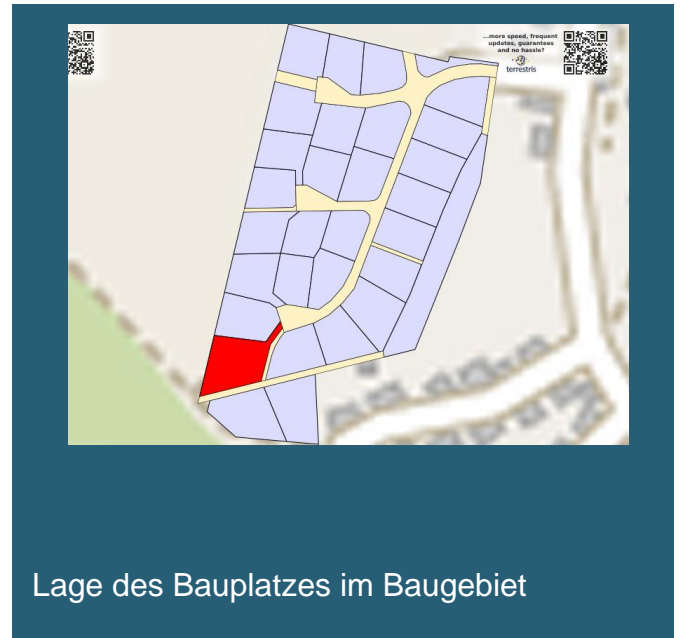 ...more speed, frequent
updates, guarantees
and no hassle?
terrestris
Lage des Bauplatzes im Baugebiet